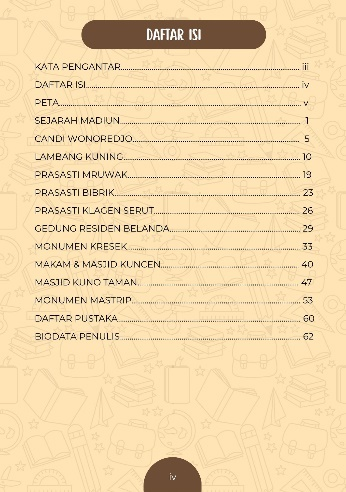 DAFTAR ISI
KATA PENGANTAR................................................ iii
DAFTAR ISI................................................ iv
PETA................................................ v
SEJARAH MADIUN................................................ 1
CANDI WONOREDJO................................................ 5
LAMBANG KUNING................................................ 10
PRASASTI MRUWAK................................................ 19
PRASASTI BIBRIK................................................ 23
PRASASTI KLAGEN SERUT................................................ 26
GEDUNG RESIDEN BELANDA................................................ 29
MONUMEN KRESEK................................................ 33
MAKAM & MASJID KUNCEN................................................ 40
MASJID KUNO TAMAN................................................ 47
MONUMEN MASTRIP................................................ 53
DAFTAR PUSTAKA................................................ 60
BIODATA PENULIS................................................ 62
iv